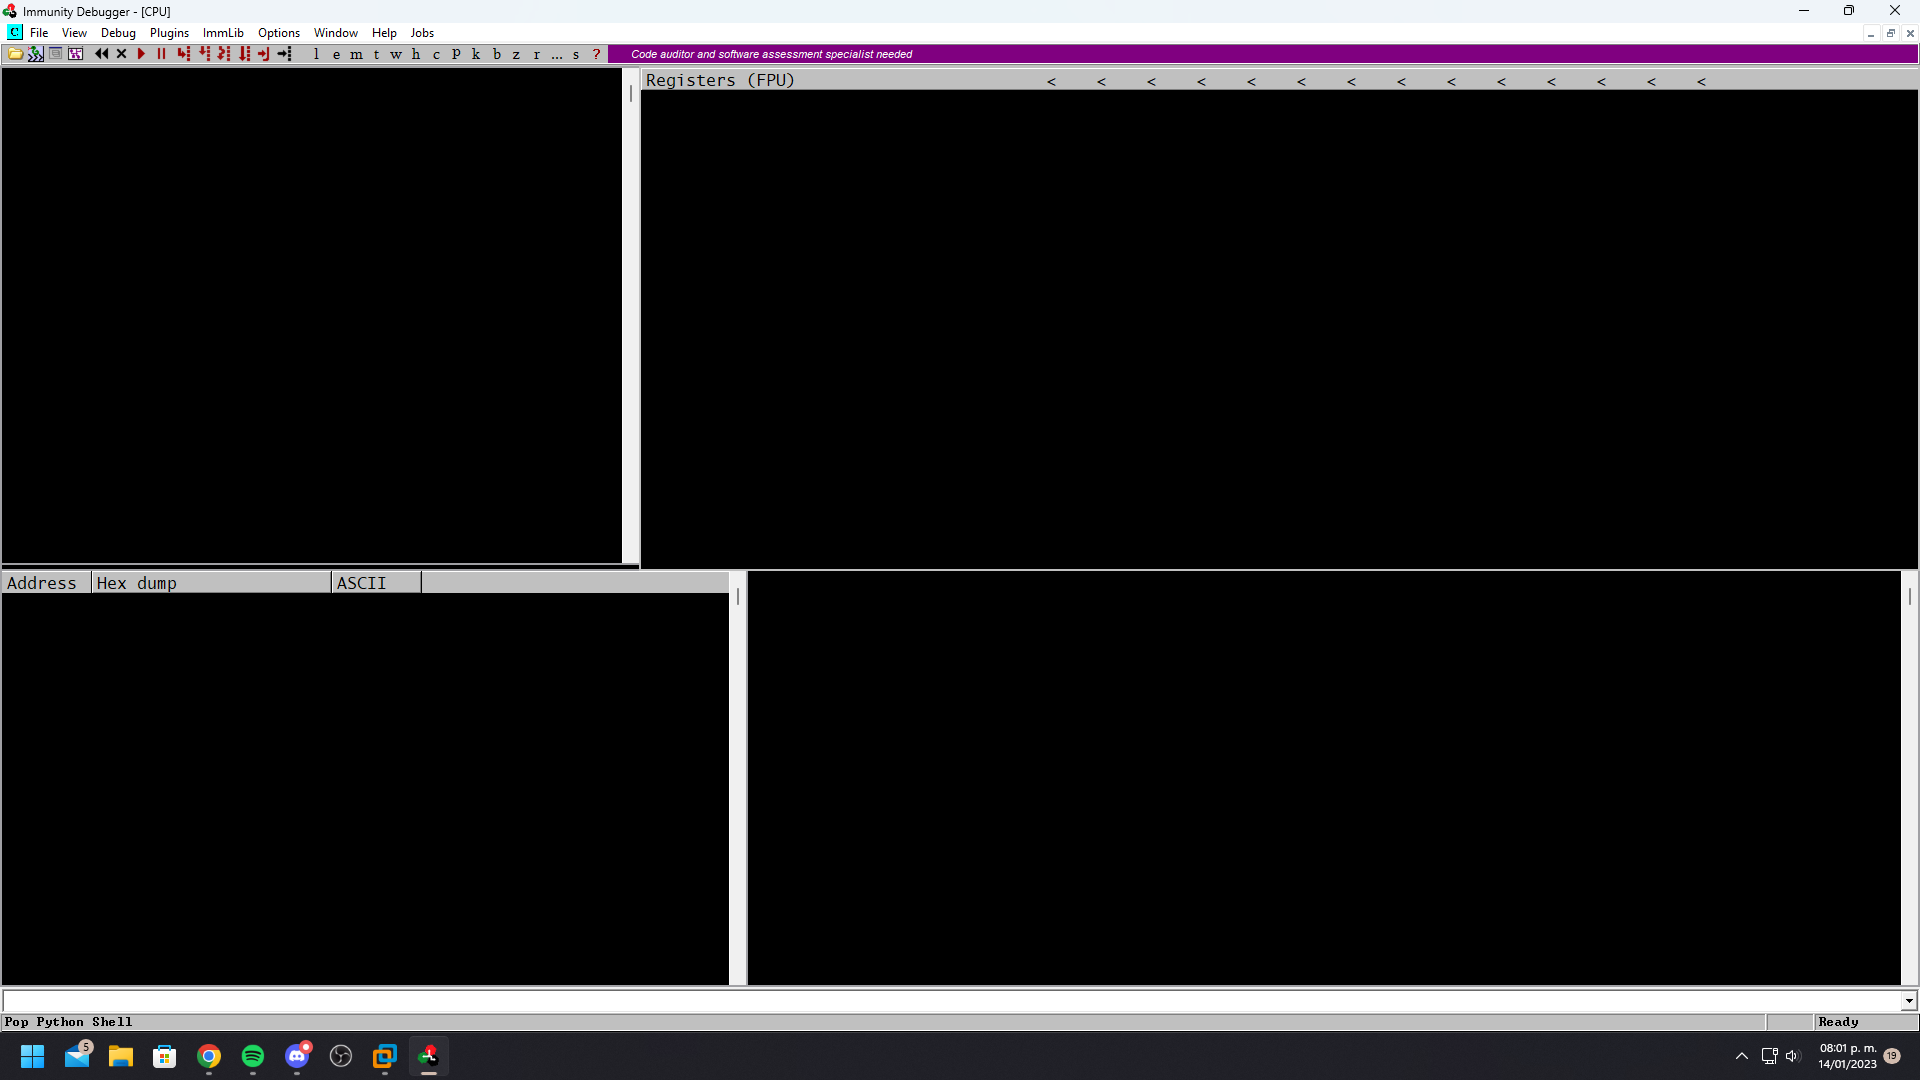 Immunity Debugger - [CPU]
C File View Debug Plugins ImmLib Options Window Help Jobs
l e m t w h c P k b z r ... s ? Code auditor and software assessment specialist needed
Registers (FPU) < < < < < < < < < < < < < <
Address Hex dump ASCII
Pop Python Shell Ready
5
08:01 p. m.
14/01/2023
19